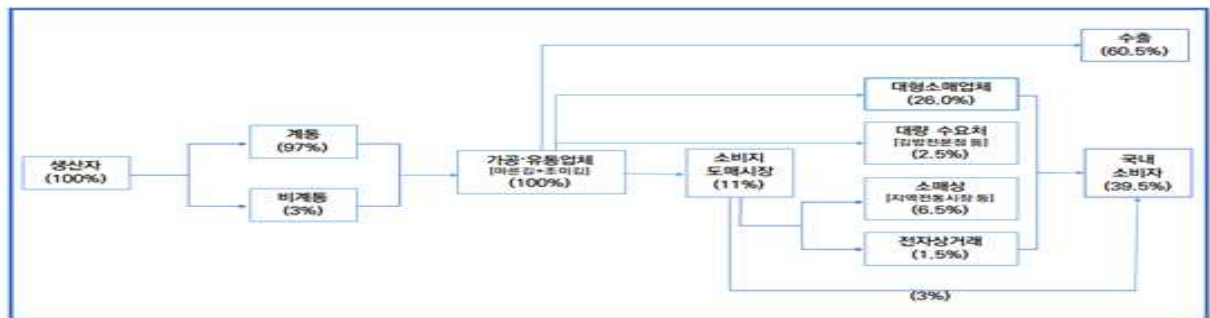 수출
(60.5%)
대형소매업체
(26.0%)
계통
(97%)
대량 수요처
[김밥전문점 등]
(2.5%)
생산자
(100%)
가공·유통업체
[마른김+조미김]
(100%)
소비지
도매시장
(11%)
국내
소비자
(39.5%)
비계통
(3%)
소매상
[지역전통시장 등]
(6.5%)
전자상거래
(1.5%)
(3%)